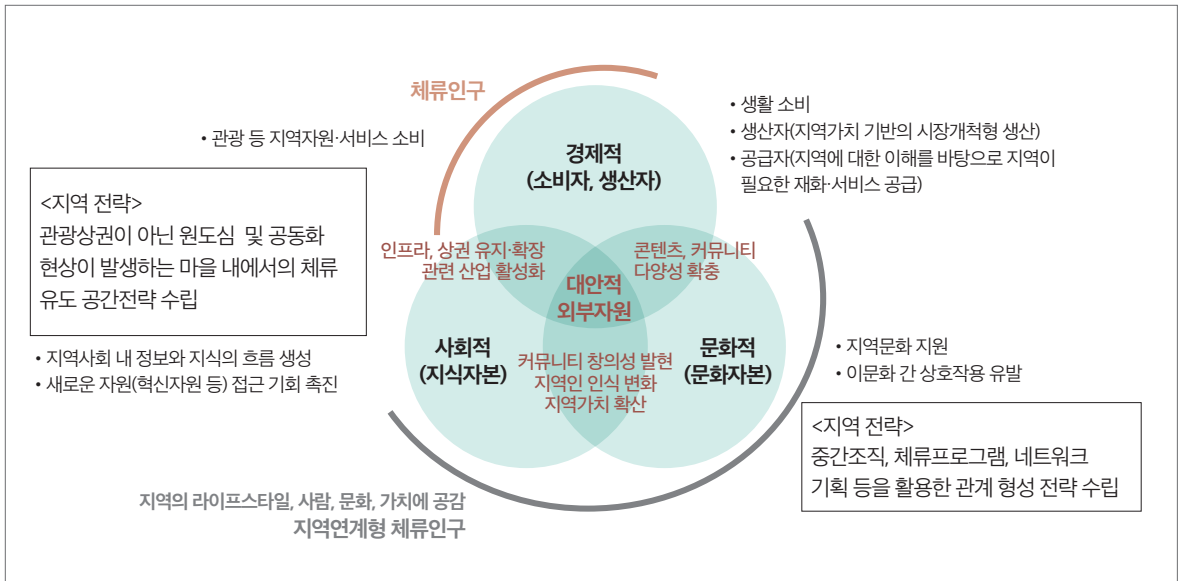 체류인구
• 관광 등 지역자원·서비스 소비
• 생활 소비
• 생산자(지역가치 기반의 시장개척형 생산)
• 공급자(지역에 대한 이해를 바탕으로 지역이
필요한 재화·서비스 공급)
경제적
(소비자, 생산자)
<지역 전략>
관광상권이 아닌 원도심 및 공동화
현상이 발생하는 마을 내에서의 체류
유도 공간전략 수립
인프라, 상권 유지·확장
관련 산업 활성화
콘텐츠, 커뮤니티
다양성 확충
대안적
외부자원
사회적
(지식자본)
커뮤니티 창의성 발현
지역인 인식 변화
지역가치 확산
문화적
(문화자본)
• 지역사회 내 정보와 지식의 흐름 생성
• 새로운 자원(혁신자원 등) 접근 기회 촉진
• 지역문화 지원
• 이문화 간 상호작용 유발
<지역 전략>
중간조직, 체류프로그램, 네트워크
기획 등을 활용한 관계 형성 전략 수립
지역의 라이프스타일, 사람, 문화, 가치에 공감
지역연계형 체류인구